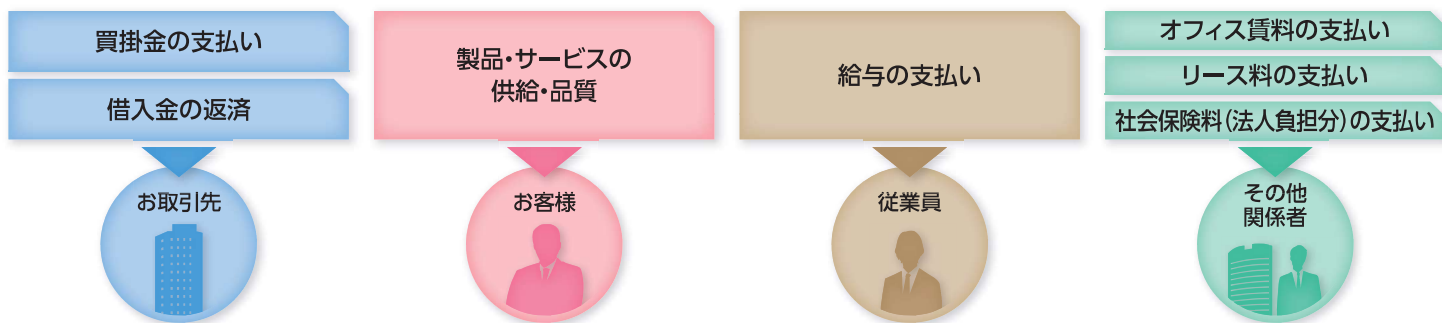 買掛金の支払い
借入金の返済
お取引先
製品・サービスの
供給・品質
お客様
給与の支払い
従業員
オフィス賃料の支払い
リース料の支払い
社会保険料(法人負担分)の支払い
その他
関係者